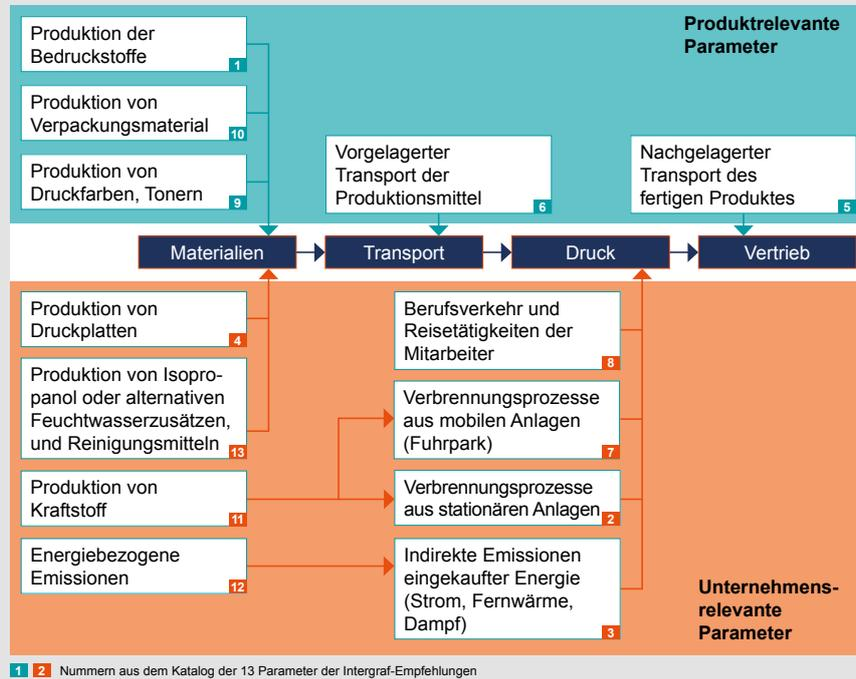 Produktrelevante
Parameter
Produktion der
Bedruckstoffe
1
Produktion von
Verpackungsmaterial
10
Produktion von
Druckfarben, Tonern
9
Vorgelagerter
Transport der
Produktionsmittel
6
Nachgelagerter
Transport des
fertigen Produktes
5
Materialien
Transport
Druck
Vertrieb
Produktion von
Druckplatten
4
Produktion von Isopro-
panol oder alternativen
Feuchtwasserzusätzen,
und Reinigungsmitteln
13
Produktion von
Kraftstoff
11
Energiebezogene
Emissionen
12
Berufsverkehr und
Reisetätigkeiten der
Mitarbeiter
8
Verbrennungsprozesse
aus mobilen Anlagen
(Fuhrpark)
7
Verbrennungsprozesse
aus stationären Anlagen
2
Indirekte Emissionen
eingekaufter Energie
(Strom, Fernwärme,
Dampf)
3
Unternehmens-
relevante
Parameter
1 2 Nummern aus dem Katalog der 13 Parameter der Intergraf-Empfehlungen